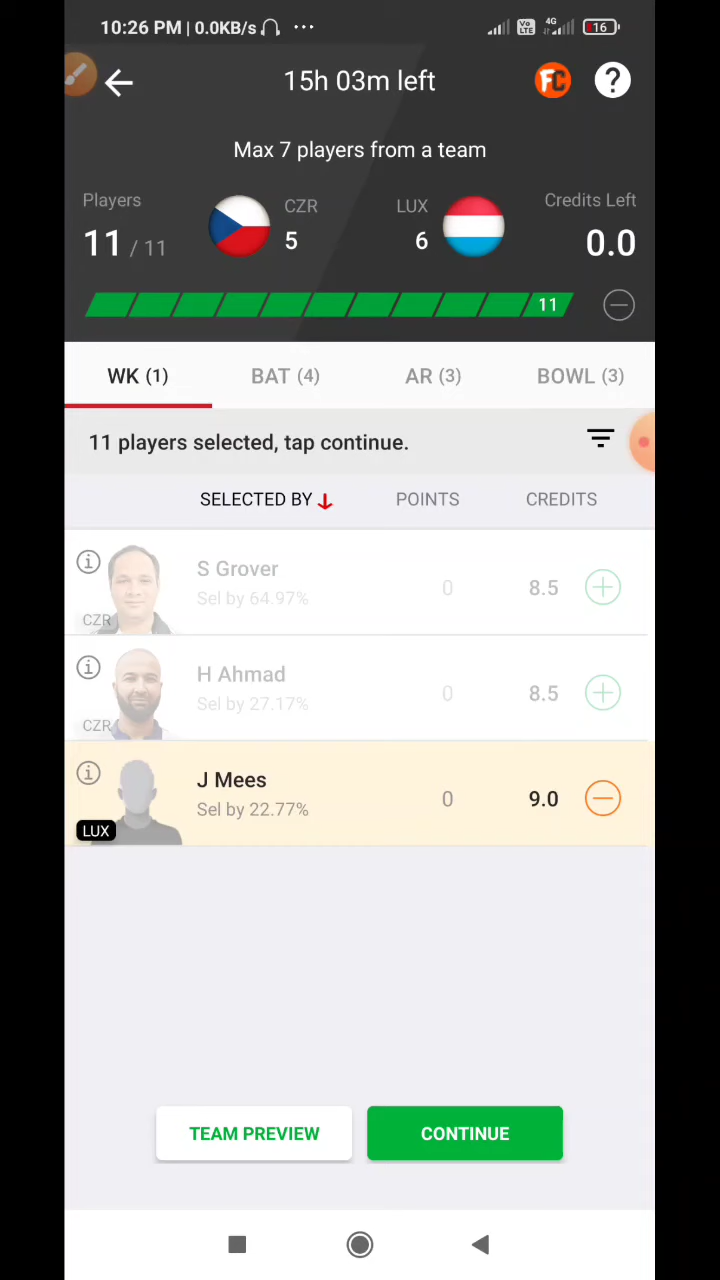 10:26 PM | 0.0KB/s ... Vo LTE 4G 16
15h 03m left FC ?
Max 7 players from a team
Players CZR LUX Credits Left
11 / 11 5 6 0.0
11
WK (1) BAT (4) AR (3) BOWL (3)
11 players selected, tap continue.
SELECTED BY POINTS CREDITS
S Grover
Sel by 64.97% 0 8.5
CZR
H Ahmad
Sel by 27.17% 0 8.5
CZR
J Mees
Sel by 22.77% 0 9.0
LUX
TEAM PREVIEW CONTINUE